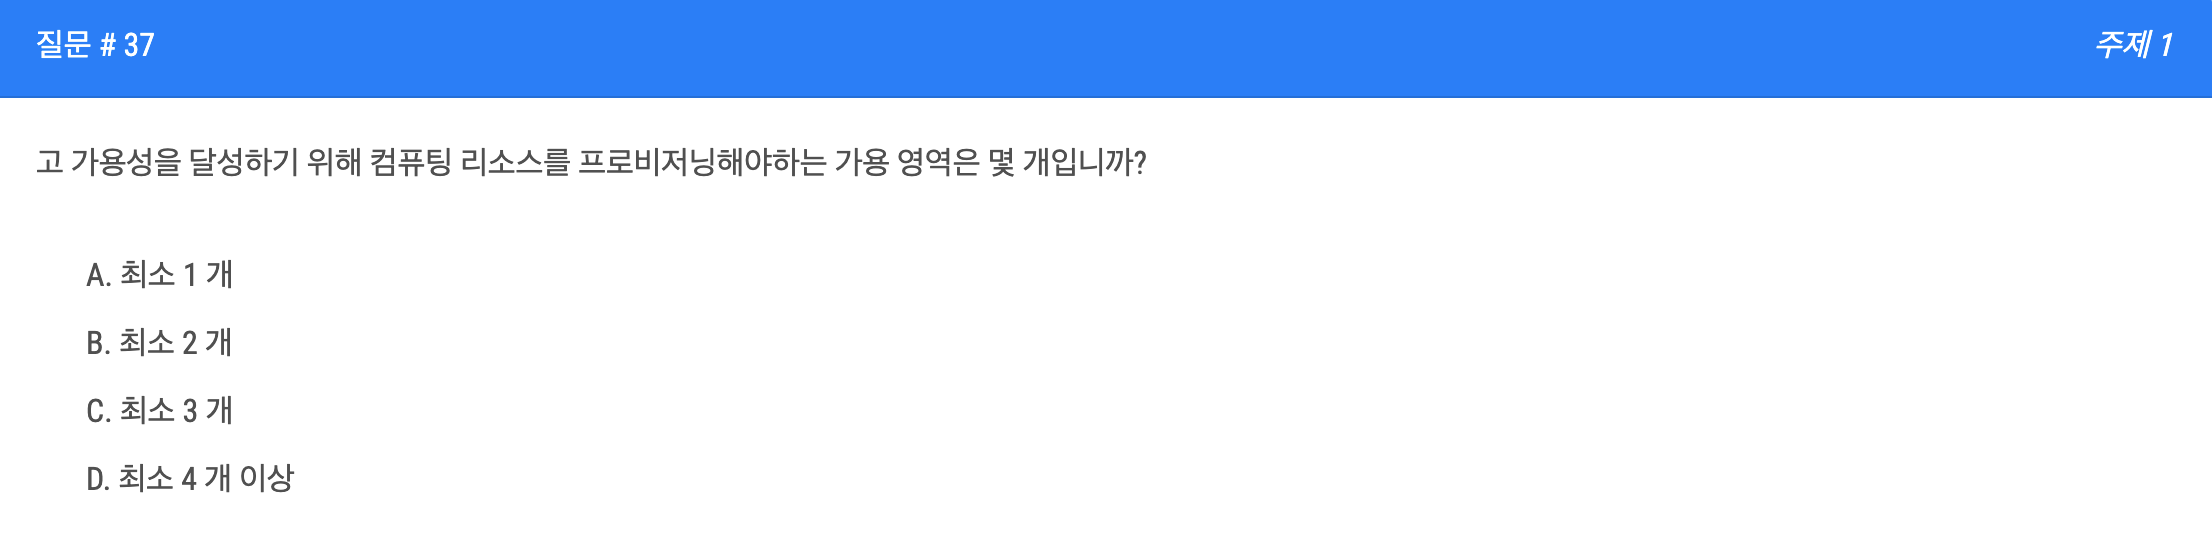 질문 # 37
주제 1
고 가용성을 달성하기 위해 컴퓨팅 리소스를 프로비저닝해야하는 가용 영역은 몇 개입니까?
A. 최소 1 개
B. 최소 2 개
C. 최소 3 개
D. 최소 4 개 이상